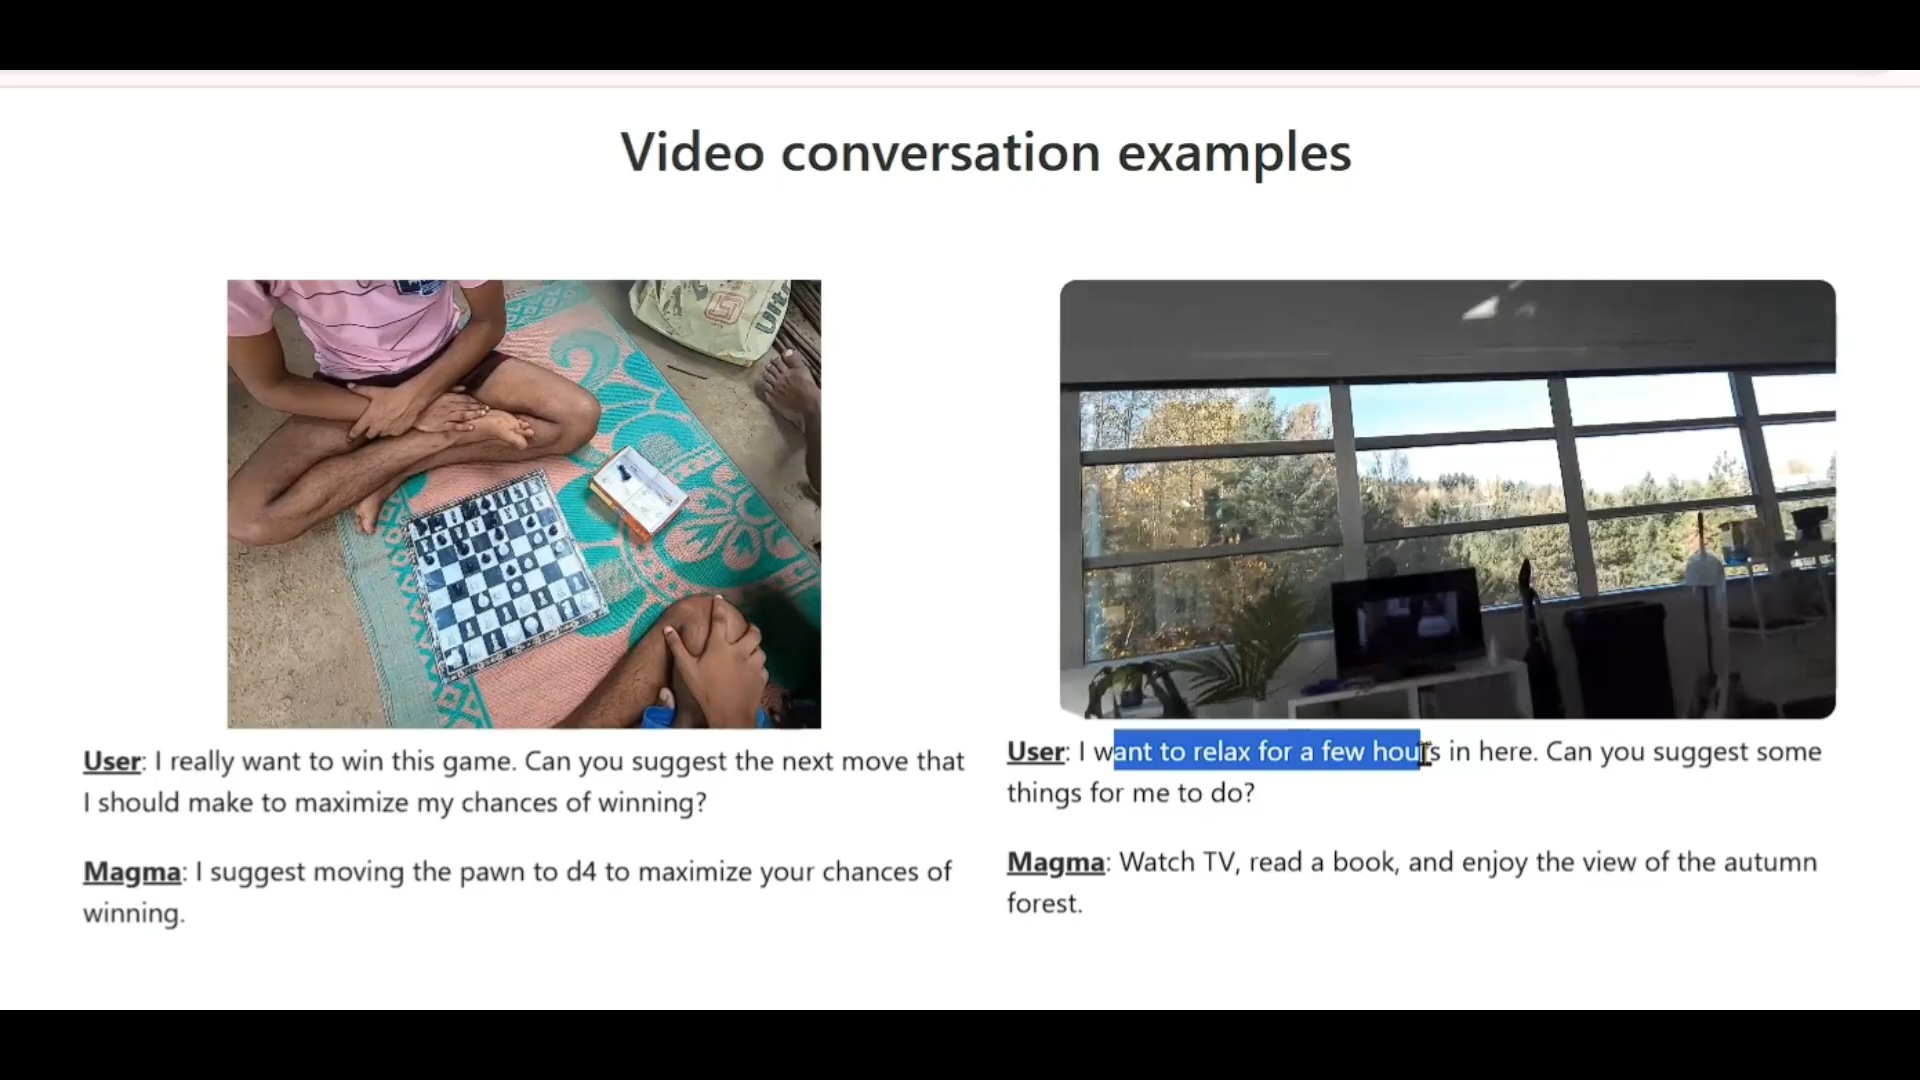 Video conversation examples
User: I really want to win this game. Can you suggest the next move that
I should make to maximize my chances of winning?
Magma: I suggest moving the pawn to d4 to maximize your chances of
winning.
User: I want to relax for a few hours in here. Can you suggest some
things for me to do?
Magma: Watch TV, read a book, and enjoy the view of the autumn
forest.